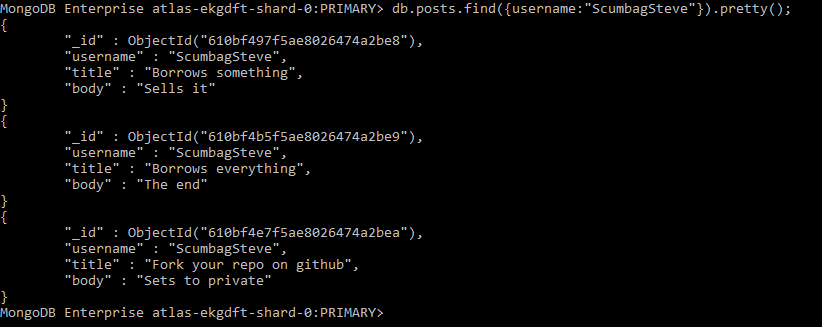 MongoDB Enterprise atlas-ekgdft-shard-0:PRIMARY> db.posts.find({username:"ScumbagSteve"}).pretty();
{
        "_id" : ObjectId("610bf497f5ae8026474a2be8"),
        "username" : "ScumbagSteve",
        "title" : "Borrows something",
        "body" : "Sells it"
}
{
        "_id" : ObjectId("610bf4b5f5ae8026474a2be9"),
        "username" : "ScumbagSteve",
        "title" : "Borrows everything",
        "body" : "The end"
}
{
        "_id" : ObjectId("610bf4e7f5ae8026474a2bea"),
        "username" : "ScumbagSteve",
        "title" : "Fork your repo on github",
        "body" : "Sets to private"
}
MongoDB Enterprise atlas-ekgdft-shard-0:PRIMARY>